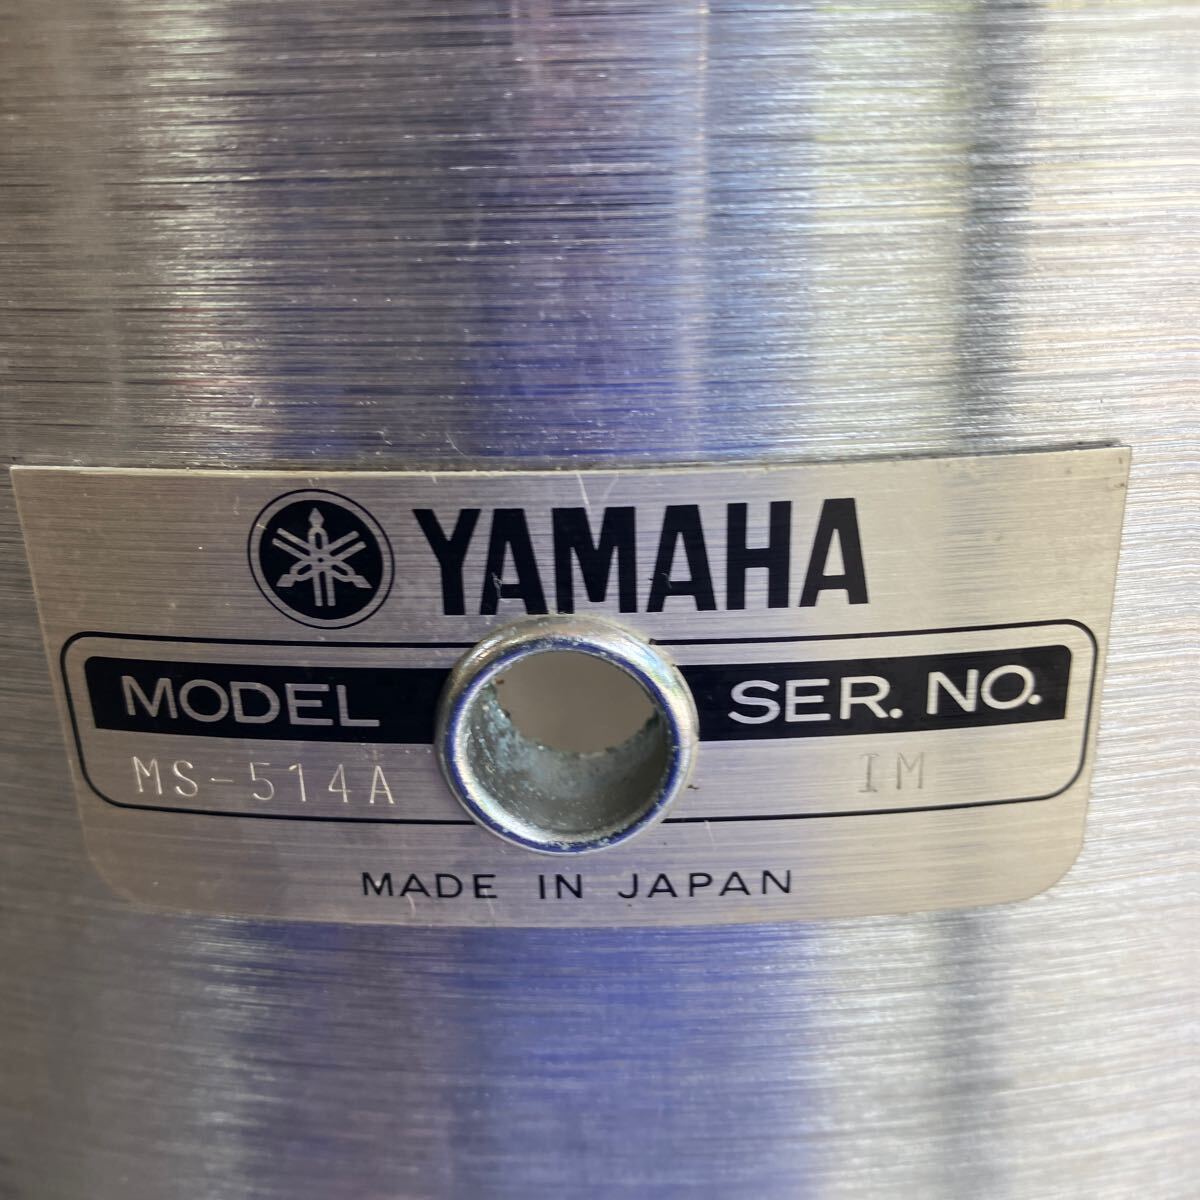 YAMAHA
MODEL SER. NO.
MS-514A IM
MADE IN JAPAN